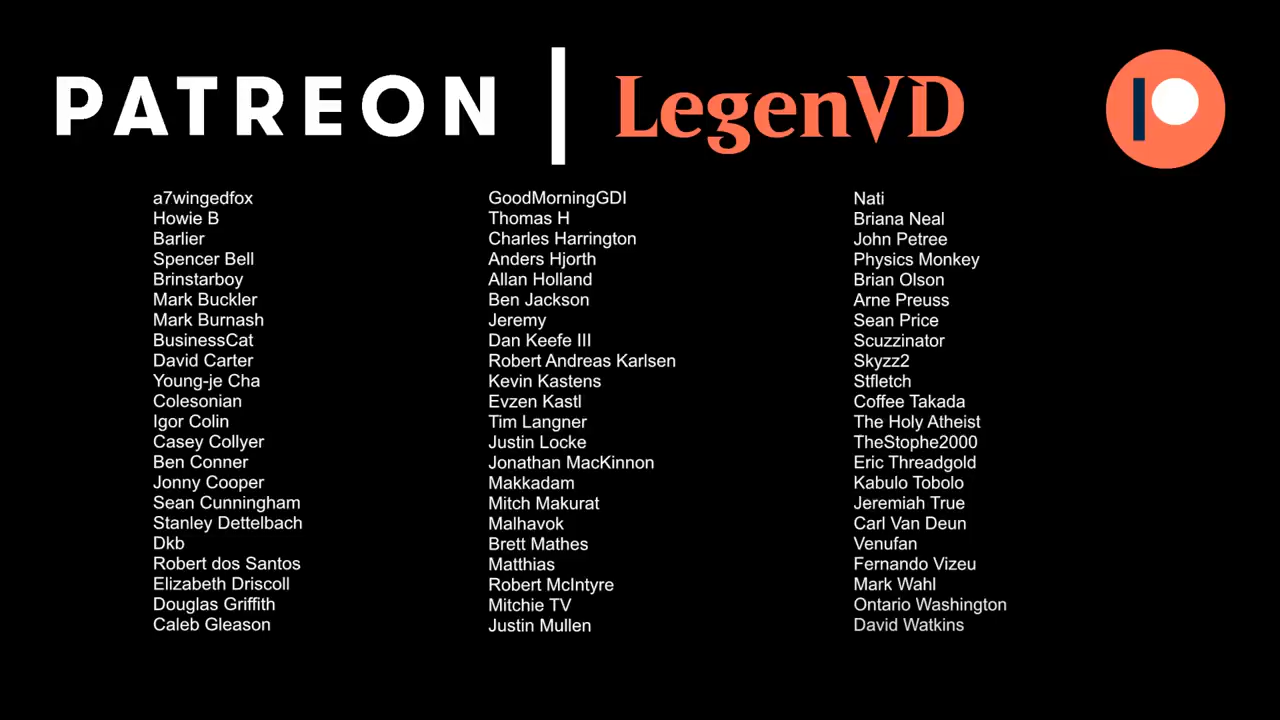 PATREON | LegenVD
a7wingedfox
Howie B
Barlier
Spencer Bell
Brinstarboy
Mark Buckler
Mark Burnash
BusinessCat
David Carter
Young-je Cha
Colesonian
Igor Colin
Casey Collyer
Ben Conner
Jonny Cooper
Sean Cunningham
Stanley Dettelbach
Dkb
Robert dos Santos
Elizabeth Driscoll
Douglas Griffith
Caleb Gleason
GoodMorningGDI
Thomas H
Charles Harrington
Anders Hjorth
Allan Holland
Ben Jackson
Jeremy
Dan Keefe III
Robert Andreas Karlsen
Kevin Kastens
Evzen Kastl
Tim Langner
Justin Locke
Jonathan MacKinnon
Makkadam
Mitch Makurat
Malhavok
Brett Mathes
Matthias
Robert McIntyre
Mitchie TV
Justin Mullen
Nati
Briana Neal
John Petree
Physics Monkey
Brian Olson
Arne Preuss
Sean Price
Scuzzinator
Skyzz2
Stfletch
Coffee Takada
The Holy Atheist
TheStophe2000
Eric Threadgold
Kabulo Tobolo
Jeremiah True
Carl Van Deun
Venufan
Fernando Vizeu
Mark Wahl
Ontario Washington
David Watkins